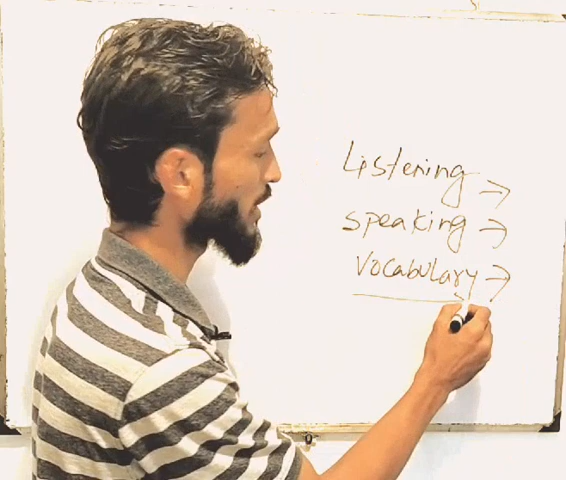 Listening →
speaking →
vocabulary →